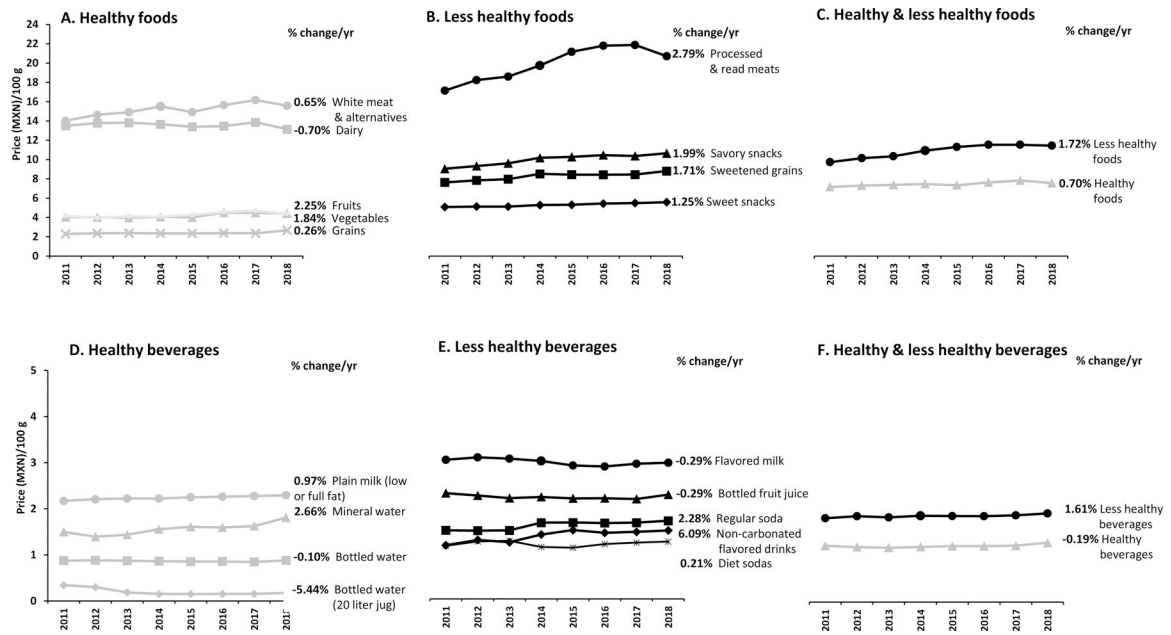 A. Healthy foods
% change/yr
Price (MXN)/100 g
24
22
20
18
16
14
12
10
8
6
4
2
0
0.65% White meat
& alternatives
-0.70% Dairy
2.25% Fruits
1.84% Vegetables
0.26% Grains
2011
2012
2013
2014
2015
2016
2017
2018
B. Less healthy foods
% change/yr
2.79% Processed
& read meats
1.99% Savory snacks
1.71% Sweetened grains
1.25% Sweet snacks
2011
2012
2013
2014
2015
2016
2017
2018
C. Healthy & less healthy foods
% change/yr
1.72% Less healthy
foods
0.70% Healthy
foods
2011
2012
2013
2014
2015
2016
2017
2018
D. Healthy beverages
% change/yr
Price (MXN)/100 g
5
4
3
2
1
0
0.97% Plain milk (low
or full fat)
2.66% Mineral water
-0.10% Bottled water
-5.44% Bottled water
(20 liter jug)
2011
2012
2013
2014
2015
2016
2017
2018
E. Less healthy beverages
% change/yr
-0.29% Flavored milk
-0.29% Bottled fruit juice
2.28% Regular soda
6.09% Non-carbonated
flavored drinks
0.21% Diet sodas
2011
2012
2013
2014
2015
2016
2017
2018
F. Healthy & less healthy beverages
% change/yr
1.61% Less healthy
beverages
-0.19% Healthy
beverages
2011
2012
2013
2014
2015
2016
2017
2018